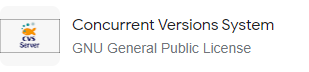 Concurrent Versions System
CVS
Server
GNU General Public License